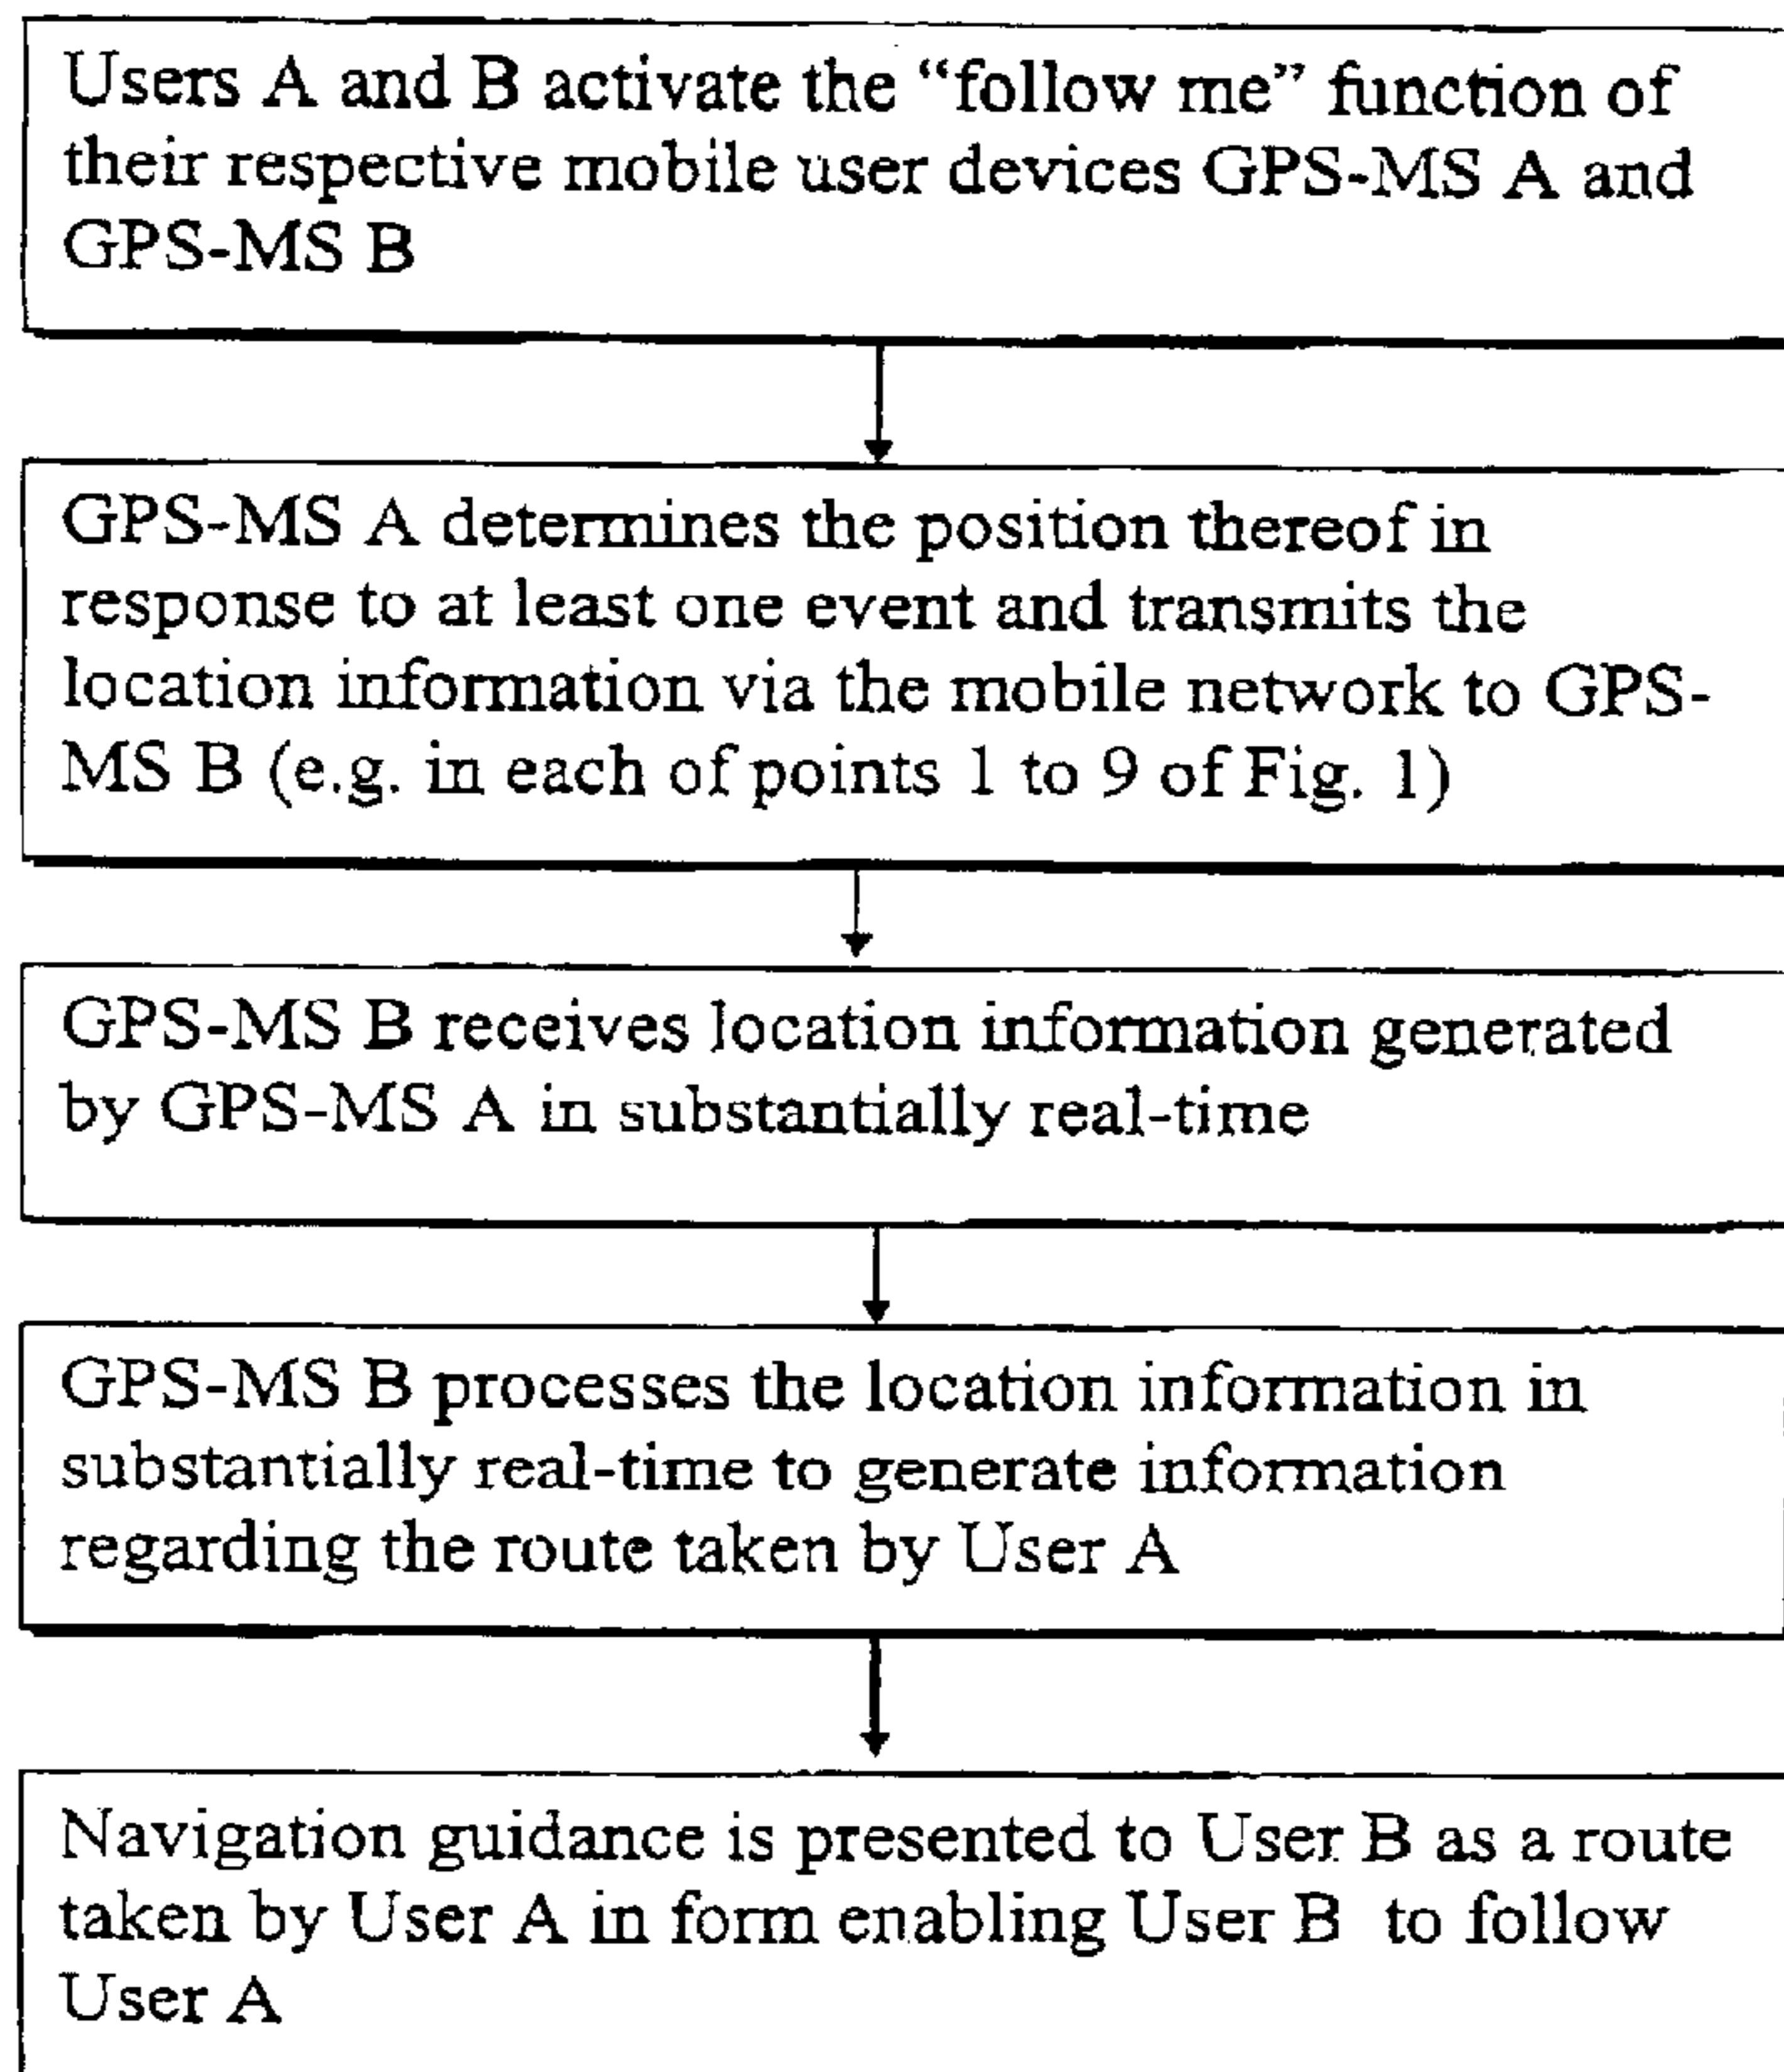 Users A and B activate the “follow me” function of
their respective mobile user devices GPS-MS A and
GPS-MS B
GPS-MS A determines the position thereof in
response to at least one event and transmits the
location information via the mobile network to GPS-
MS B (e.g. in each of points 1 to 9 of Fig. 1)
GPS-MS B receives location information generated
by GPS-MS A in substantially real-time
GPS-MS B processes the location information in
substantially real-time to generate information
regarding the route taken by User A
Navigation guidance is presented to User B as a route
taken by User A in form enabling User B to follow
User A